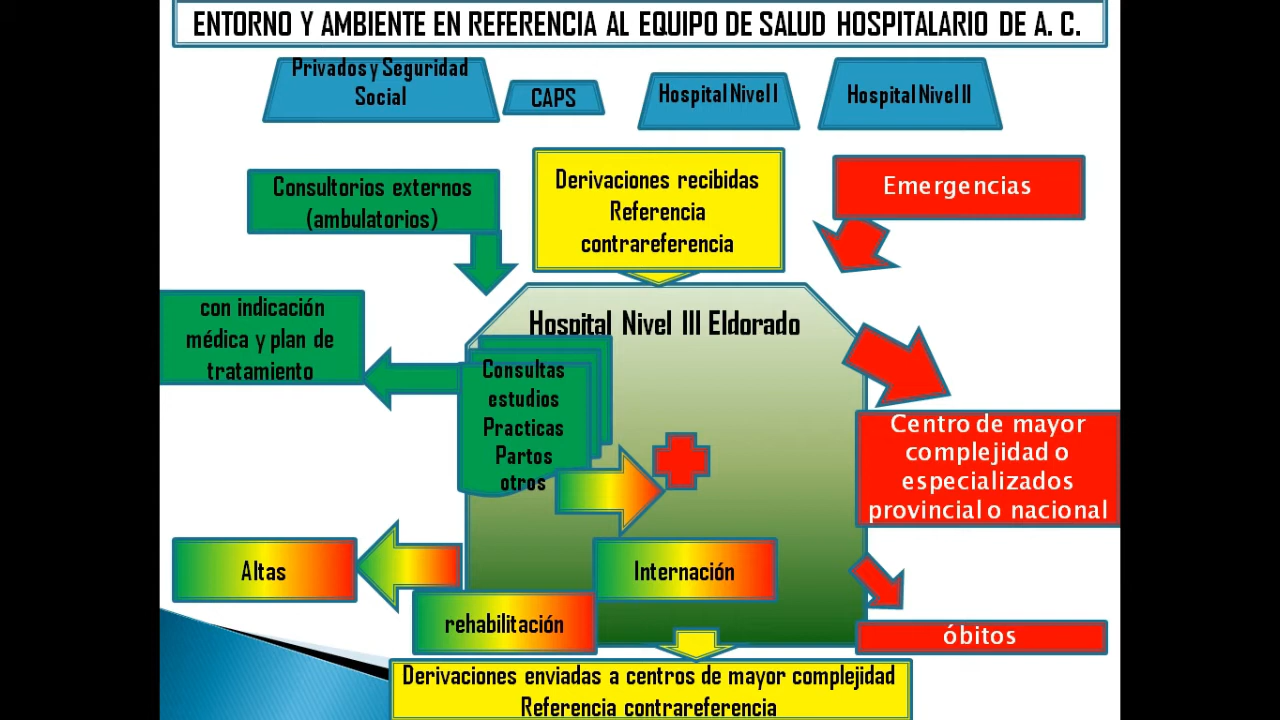 ENTORNO Y AMBIENTE EN REFERENCIA AL EQUIPO DE SALUD HOSPITALARIO DE A. C.
Privados y Seguridad
Social
CAPS
Hospital Nivel I
Hospital Nivel II
Consultorios externos
(ambulatorios)
Derivaciones recibidas
Referencia
contrareferencia
Emergencias
con indicación
médica y plan de
tratamiento
Hospital Nivel III Eldorado
Consultas
estudios
Practicas
Partos
otros
Centro de mayor
complejidad o
especializados
provincial o nacional
Altas
Internación
rehabilitación
óbitos
Derivaciones enviadas a centros de mayor complejidad
Referencia contrareferencia